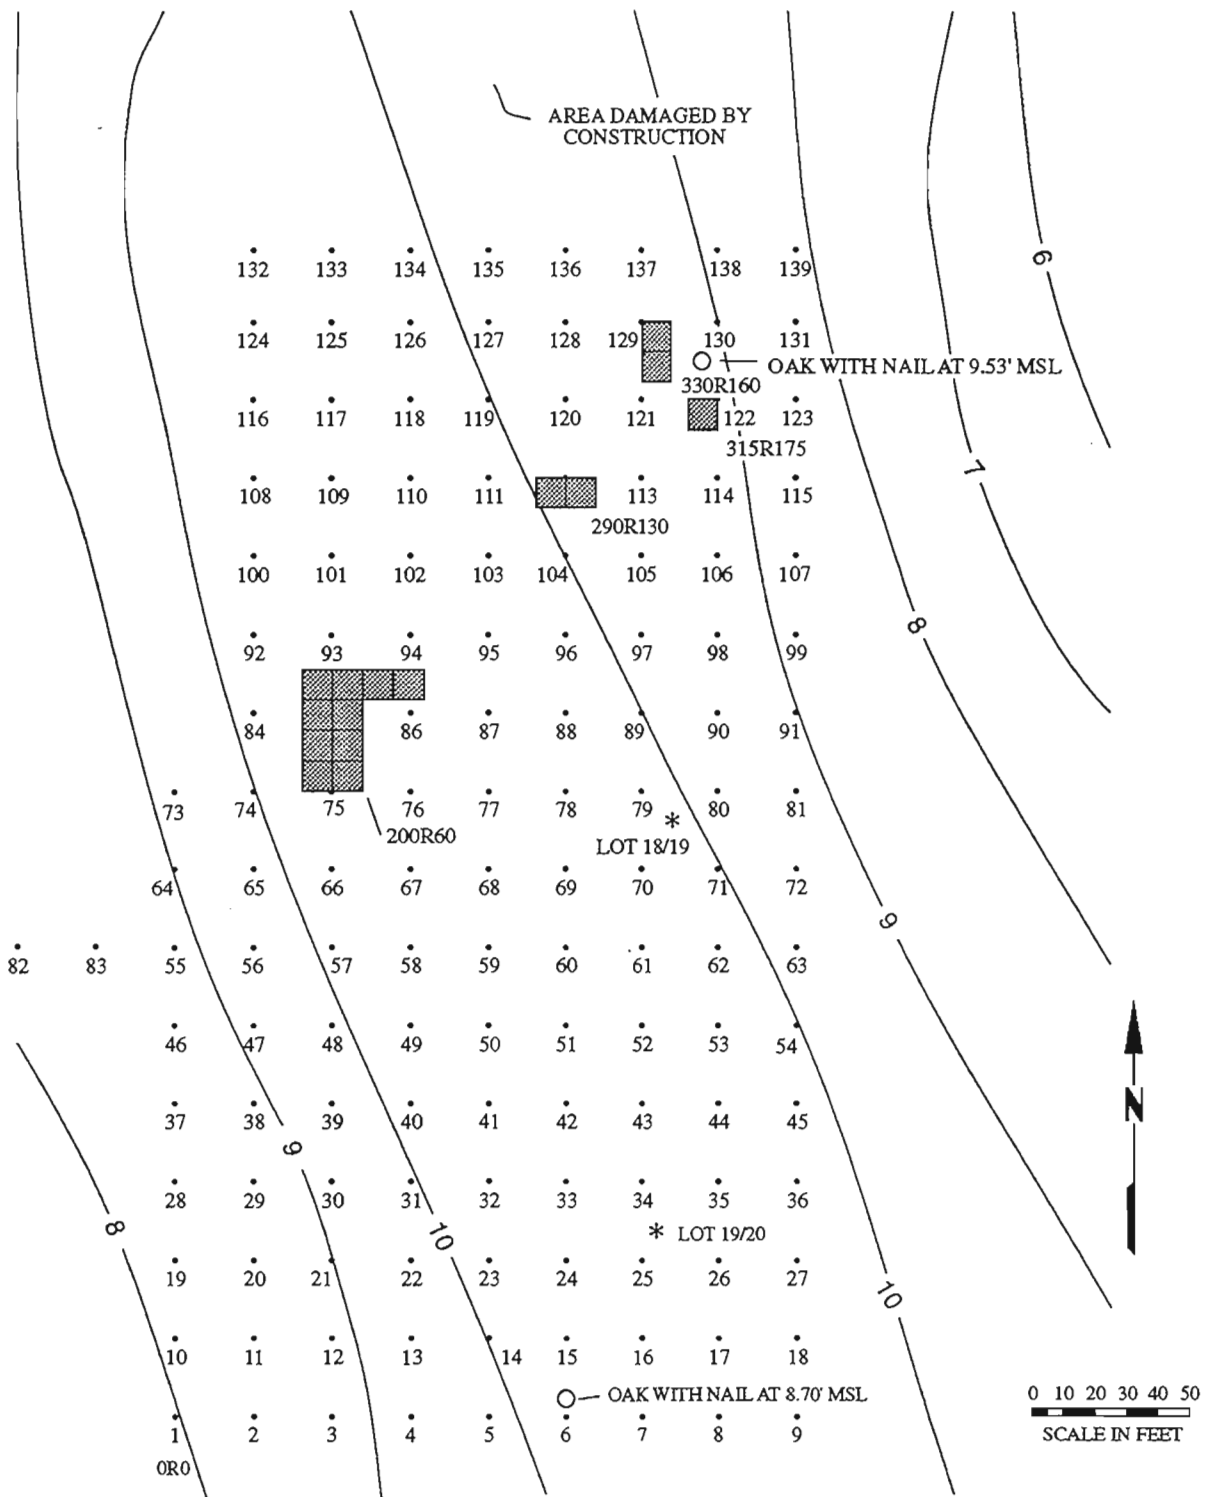 AREA DAMAGED BY
CONSTRUCTION
132 133 134 135 136 137 138 139
6
124 125 126 127 128 129 130 131
OAK WITH NAIL AT 9.53' MSL
330R160
116 117 118 119 120 121 122 123
315R175
7
108 109 110 111 113 114 115
290R130
100 101 102 103 104 105 106 107
8
92 93 94 95 96 97 98 99
84 86 87 88 89 90 91
73 74 75 76 77 78 79 80 81
200R60
* LOT 18/19
64 65 66 67 68 69 70 71 72
9
82 83 55 56 57 58 59 60 61 62 63
46 47 48 49 50 51 52 53 54
N
37 38 39 40 41 42 43 44 45
9
28 29 30 31 32 33 34 35 36
8
10
* LOT 19/20
19 20 21 22 23 24 25 26 27
10
10 11 12 13 14 15 16 17 18
OAK WITH NAIL AT 8.70' MSL
0 10 20 30 40 50
SCALE IN FEET
1 2 3 4 5 6 7 8 9
0R0